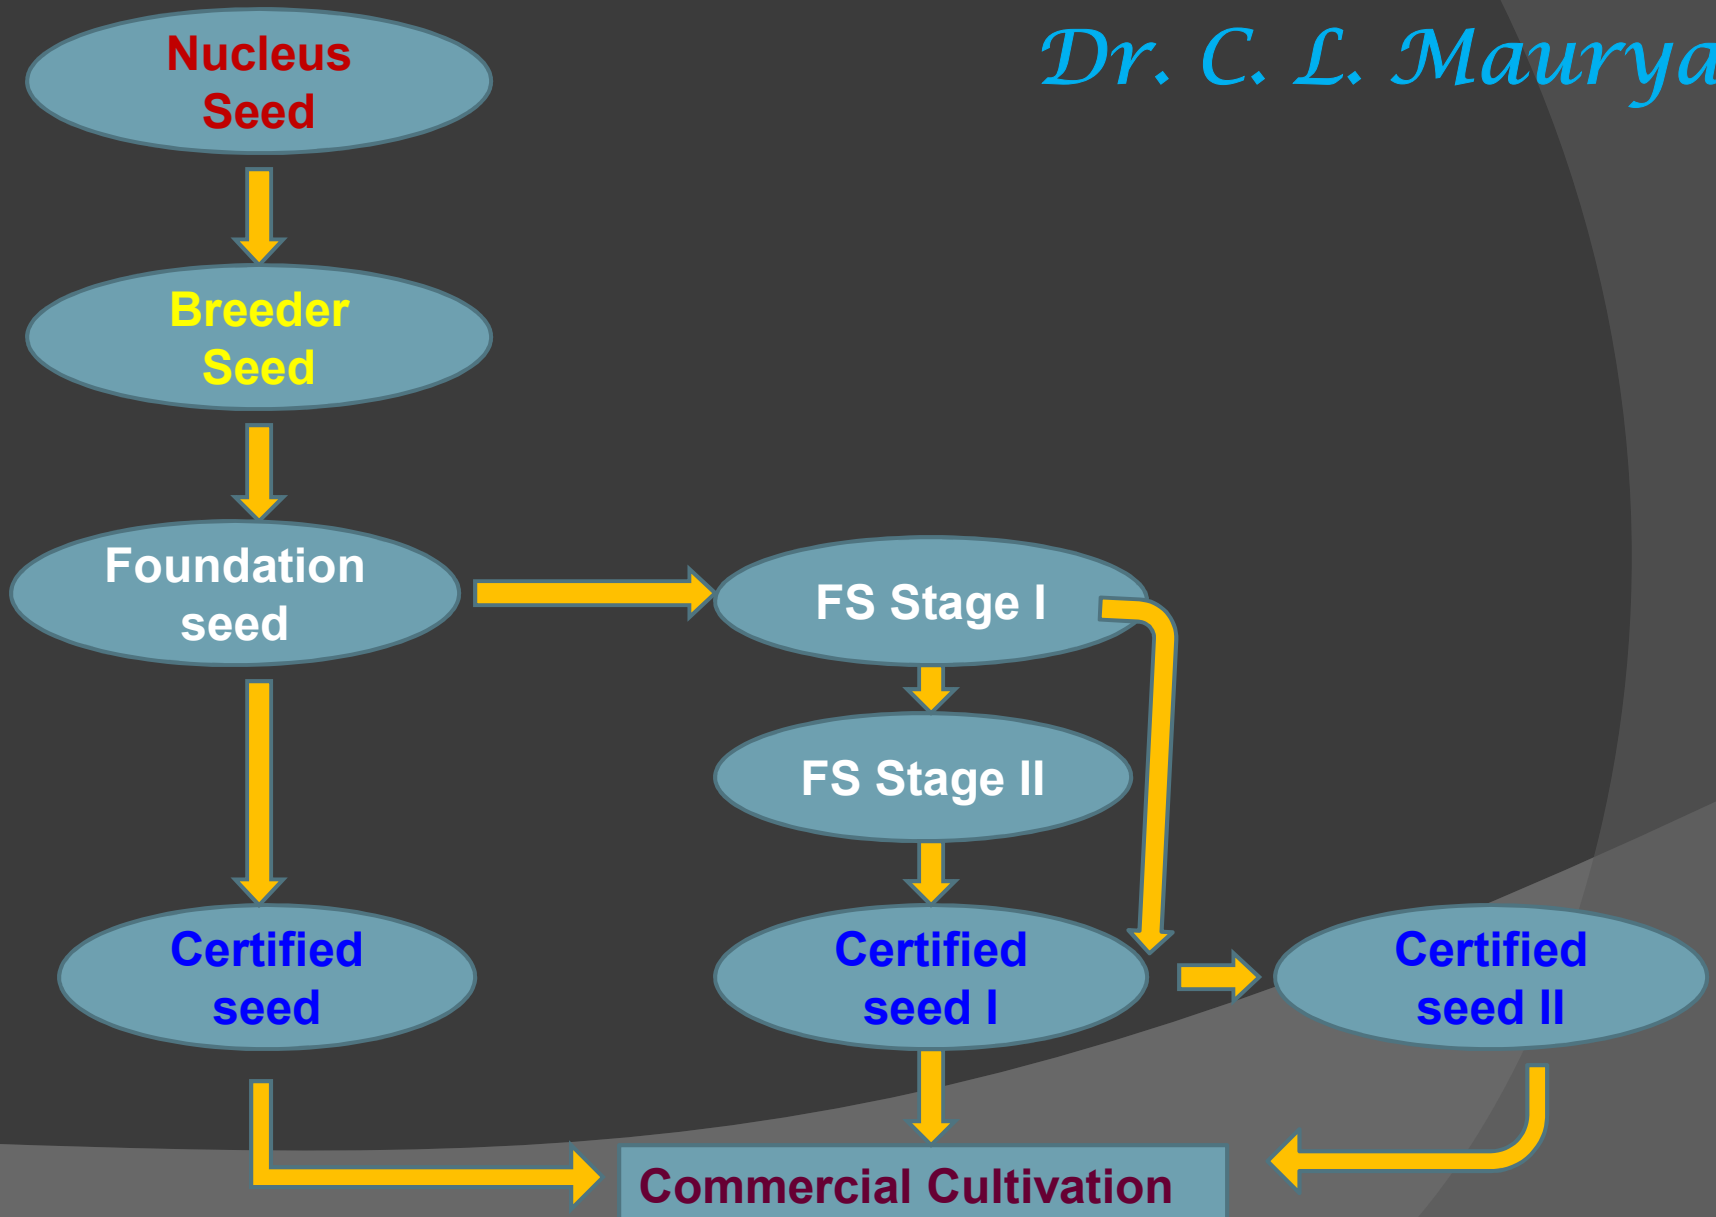 Dr. C. L. Maurya
Nucleus
Seed
Breeder
Seed
Foundation
seed
FS Stage I
FS Stage II
Certified
seed
Certified
seed I
Certified
seed II
Commercial Cultivation